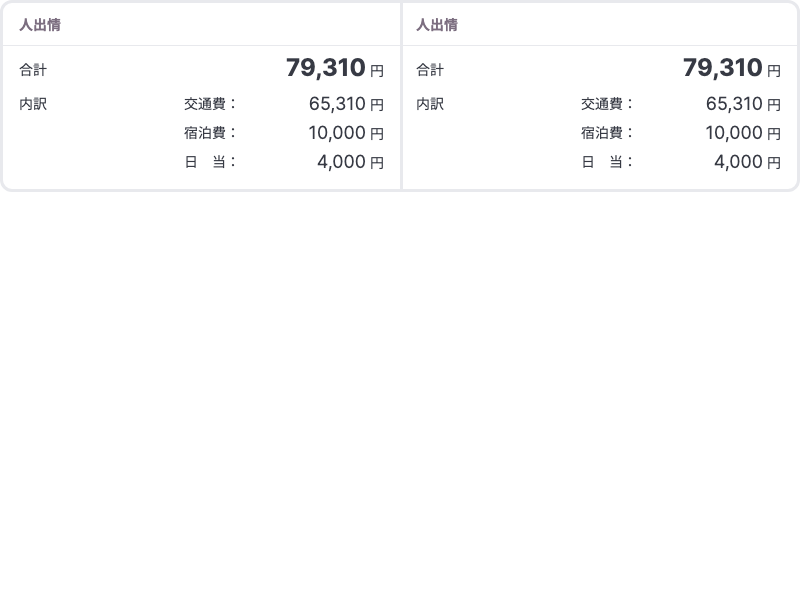 人出情
合計 79,310 円
内訳 交通費： 65,310 円
宿泊費： 10,000 円
日　当： 4,000 円
人出情
合計 79,310 円
内訳 交通費： 65,310 円
宿泊費： 10,000 円
日　当： 4,000 円